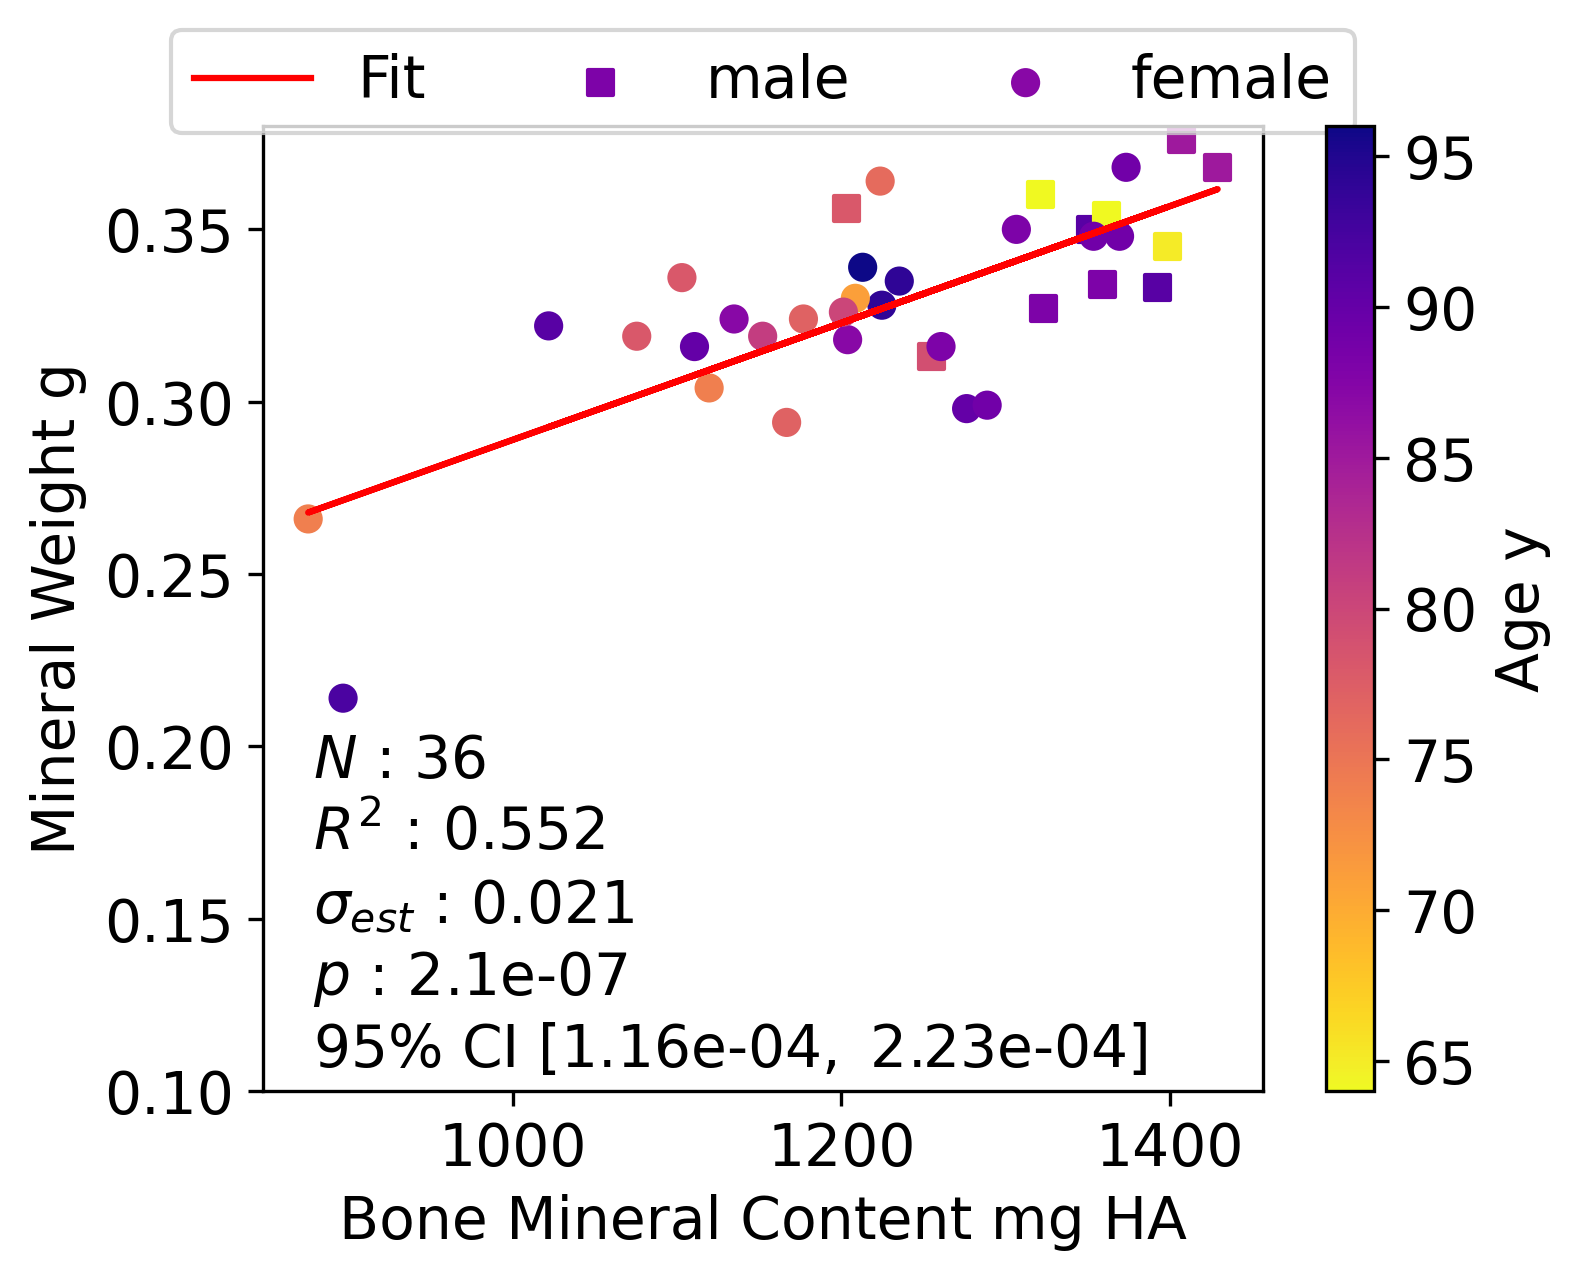 Fit male female
0.35
0.30
0.25
0.20
0.15
0.10
Mineral Weight g
N : 36
R² : 0.552
σest : 0.021
p : 2.1e-07
95% CI [1.16e-04, 2.23e-04]
1000 1200 1400
Bone Mineral Content mg HA
95
90
85
80
75
70
65
Age y